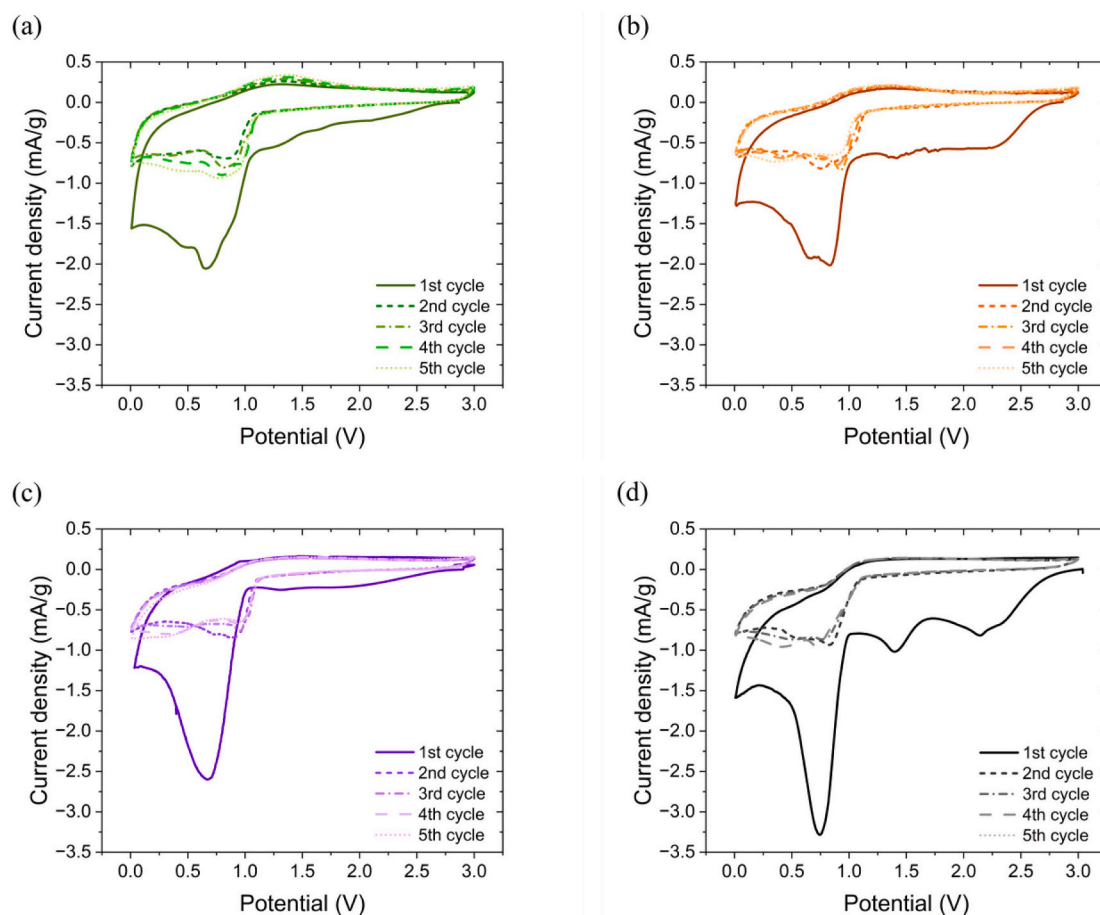 (a)
0.5
0.0
−0.5
−1.0
−1.5
−2.0
−2.5
−3.0
−3.5
Current density (mA/g)
1st cycle
2nd cycle
3rd cycle
4th cycle
5th cycle
0.0 0.5 1.0 1.5 2.0 2.5 3.0
Potential (V)
(b)
0.5
0.0
−0.5
−1.0
−1.5
−2.0
−2.5
−3.0
−3.5
Current density (mA/g)
1st cycle
2nd cycle
3rd cycle
4th cycle
5th cycle
0.0 0.5 1.0 1.5 2.0 2.5 3.0
Potential (V)
(c)
0.5
0.0
−0.5
−1.0
−1.5
−2.0
−2.5
−3.0
−3.5
Current density (mA/g)
1st cycle
2nd cycle
3rd cycle
4th cycle
5th cycle
0.0 0.5 1.0 1.5 2.0 2.5 3.0
Potential (V)
(d)
0.5
0.0
−0.5
−1.0
−1.5
−2.0
−2.5
−3.0
−3.5
Current density (mA/g)
1st cycle
2nd cycle
3rd cycle
4th cycle
5th cycle
0.0 0.5 1.0 1.5 2.0 2.5 3.0
Potential (V)